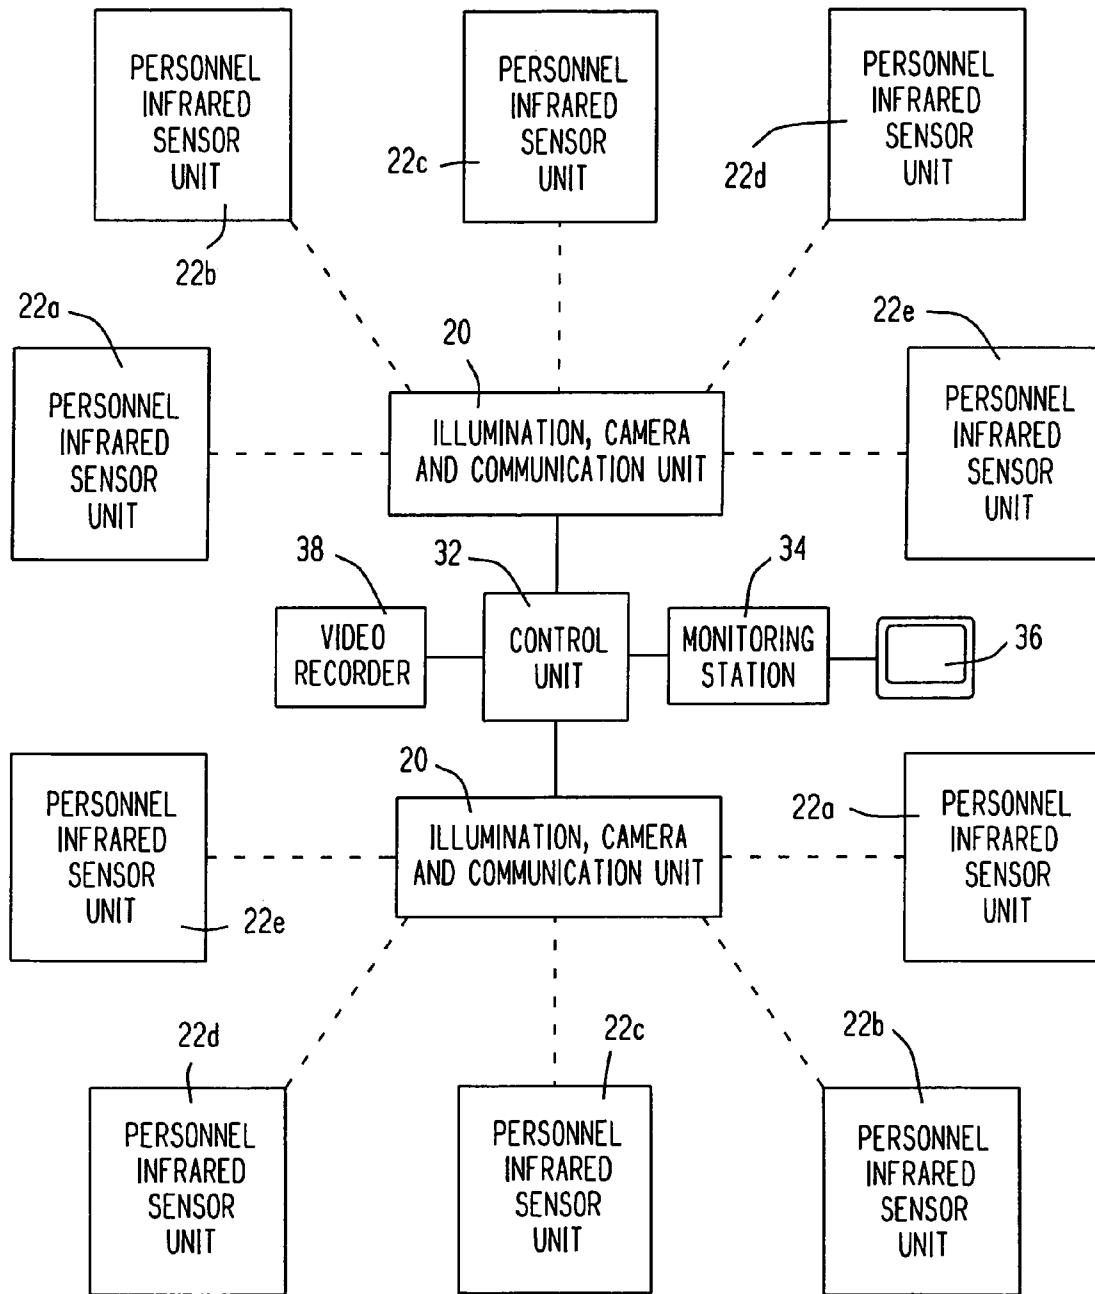 PERSONNEL
INFRARED
SENSOR
UNIT
22b
PERSONNEL
INFRARED
SENSOR
UNIT
22c
PERSONNEL
INFRARED
SENSOR
UNIT
22d
22a
PERSONNEL
INFRARED
SENSOR
UNIT
20
ILLUMINATION, CAMERA
AND COMMUNICATION UNIT
22e
PERSONNEL
INFRARED
SENSOR
UNIT
38
VIDEO
RECORDER
32
CONTROL
UNIT
34
MONITORING
STATION
36
PERSONNEL
INFRARED
SENSOR
UNIT
22e
20
ILLUMINATION, CAMERA
AND COMMUNICATION UNIT
22a
PERSONNEL
INFRARED
SENSOR
UNIT
22d
PERSONNEL
INFRARED
SENSOR
UNIT
22c
PERSONNEL
INFRARED
SENSOR
UNIT
22b
PERSONNEL
INFRARED
SENSOR
UNIT